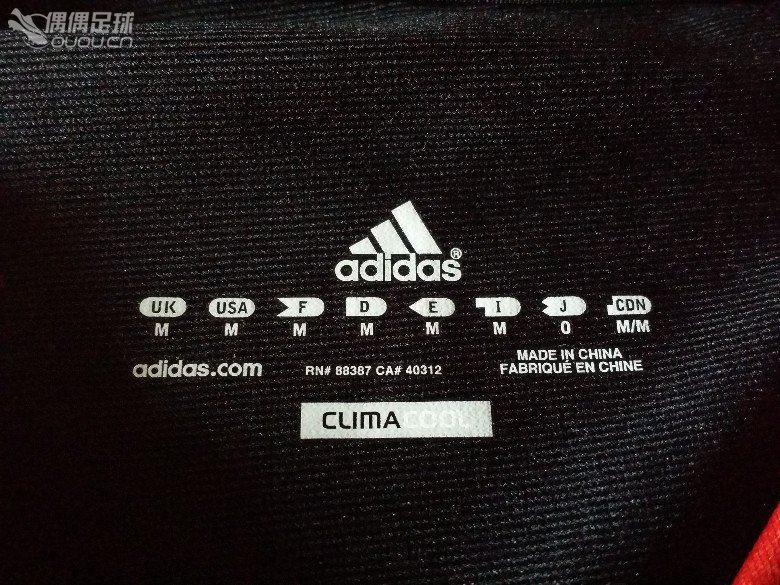 偶偶足球
OUOU.CN
adidas®
UK USA F D E I J CDN
M M M M M M O M/M
adidas.com
RN# 88387 CA# 40312
MADE IN CHINA
FABRIQUÉ EN CHINE
CLIMACOOL